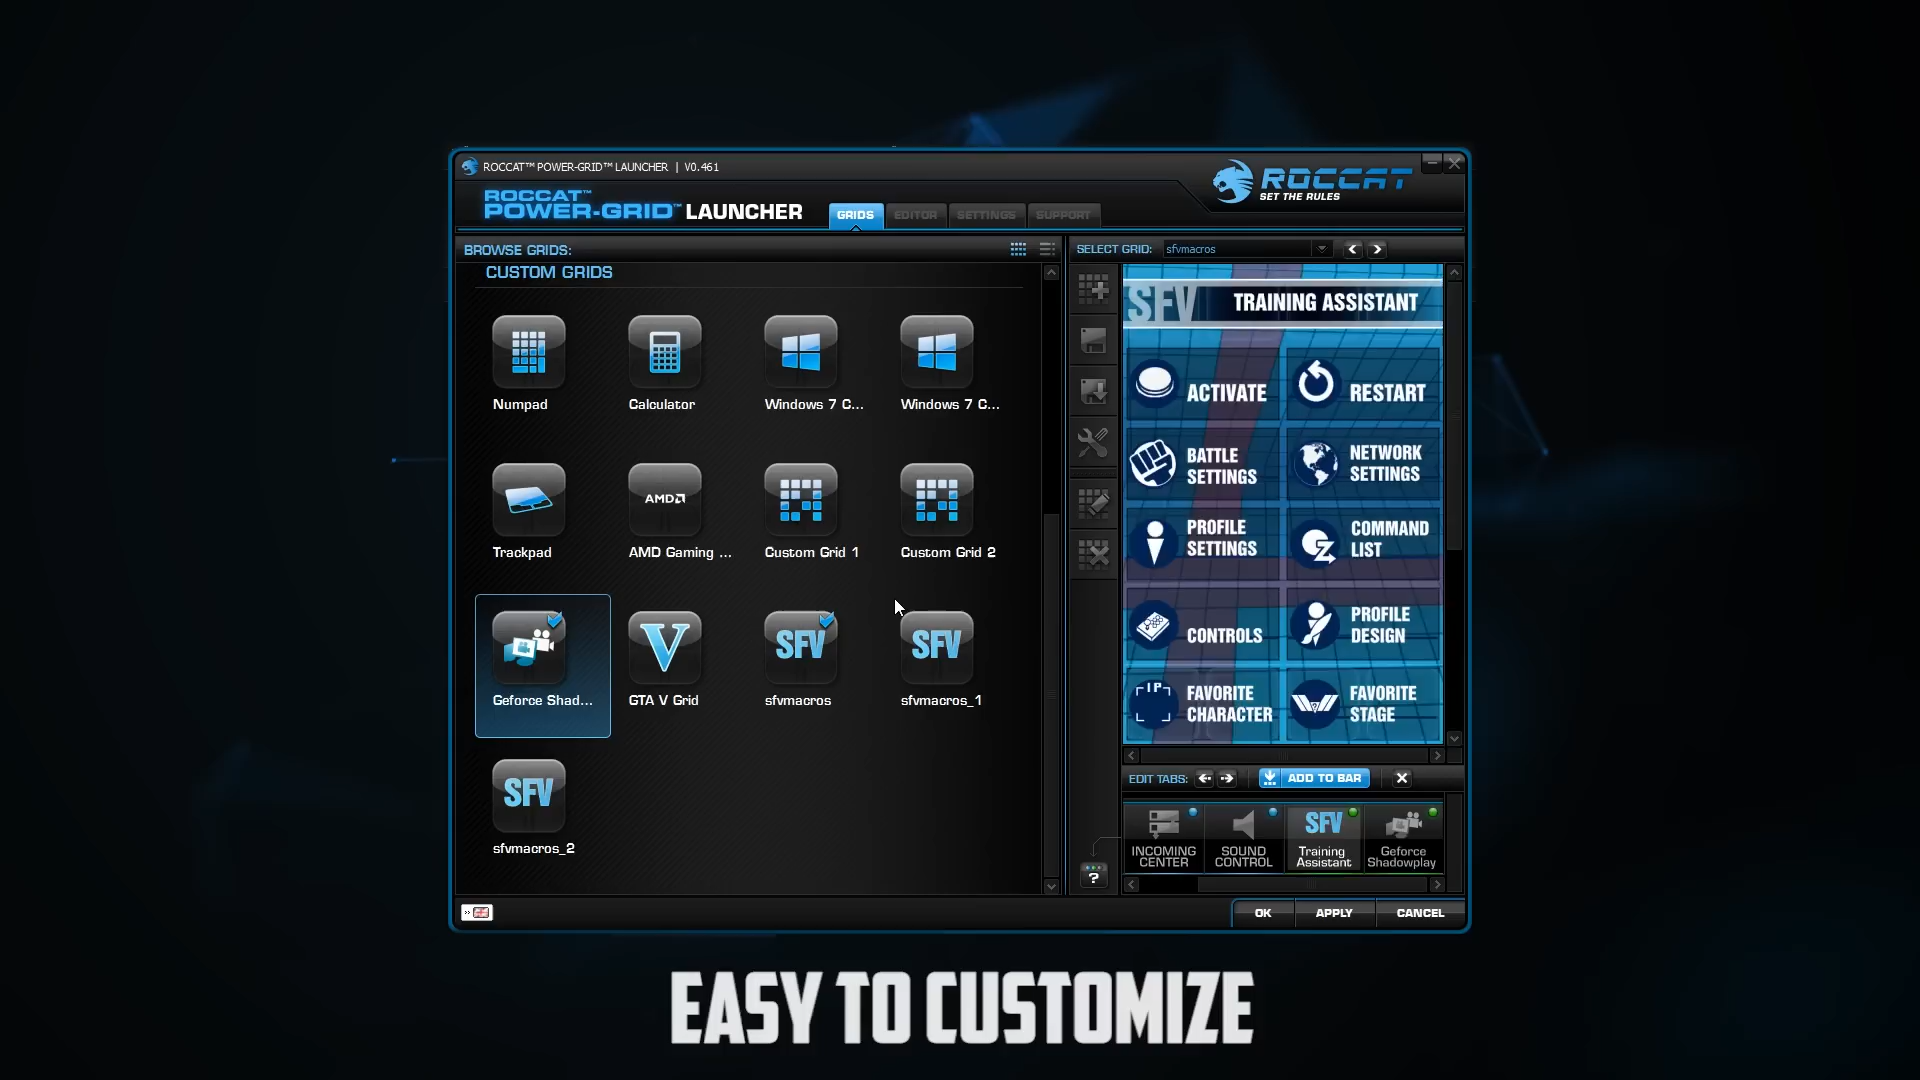 ROCCAT™ POWER-GRID™ LAUNCHER | V0.461
ROCCAT™
POWER-GRID™ LAUNCHER
GRIDS
EDITOR
SETTINGS
SUPPORT
ROCCAT
SET THE RULES
BROWSE GRIDS:
SELECT GRID:
sfvmacros
CUSTOM GRIDS
Numpad
Calculator
Windows 7 C...
Windows 7 C...
Trackpad
AMD
AMD Gaming ...
Custom Grid 1
Custom Grid 2
Geforce Shad...
V
GTA V Grid
SFV
sfvmacros
SFV
sfvmacros_1
SFV
sfvmacros_2
SFV
TRAINING ASSISTANT
ACTIVATE
RESTART
BATTLE
SETTINGS
NETWORK
SETTINGS
PROFILE
SETTINGS
COMMAND
LIST
CONTROLS
PROFILE
DESIGN
1P
FAVORITE
CHARACTER
FAVORITE
STAGE
EDIT TABS:
ADD TO BAR
INCOMING
CENTER
SOUND
CONTROL
SFV
Training
Assistant
Geforce
Shadowplay
?
OK
APPLY
CANCEL
EASY TO CUSTOMIZE